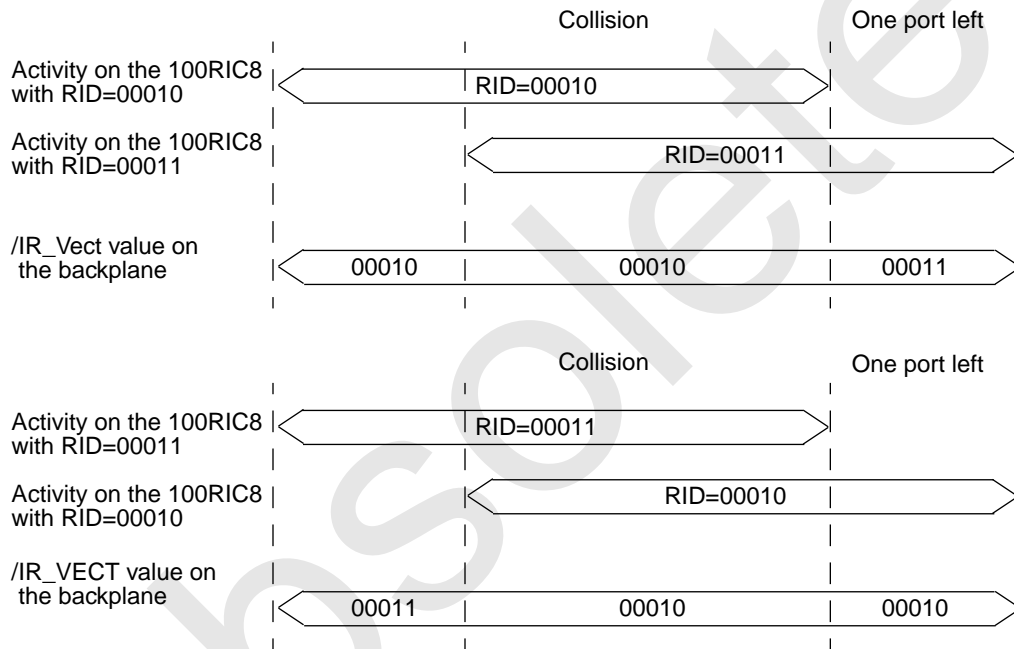 Collision One port left
Activity on the 100RIC8
with RID=00010
RID=00010
Activity on the 100RIC8
with RID=00011
RID=00011
/IR_Vect value on
the backplane
00010 00010 00011
Collision One port left
Activity on the 100RIC8
with RID=00011
RID=00011
Activity on the 100RIC8
with RID=00010
RID=00010
/IR_VECT value on
the backplane
00011 00010 00010
bsolete